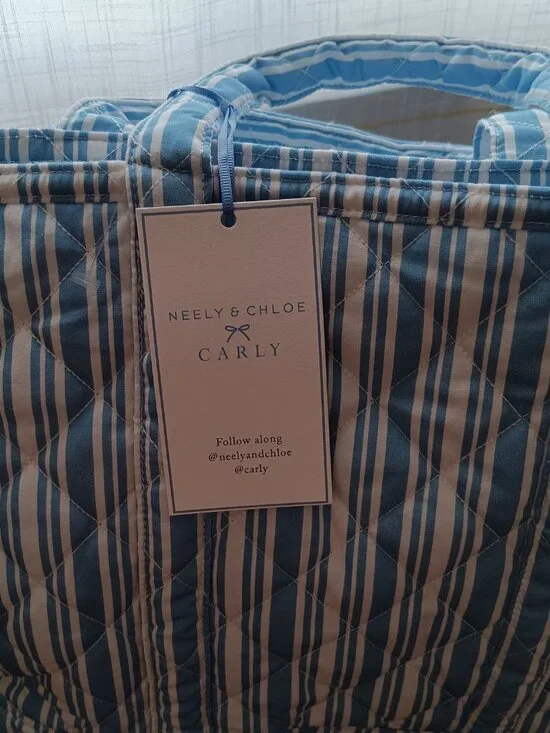 NEELY & CHLOE
CARLY
Follow along
@neelyandchloe
@carly